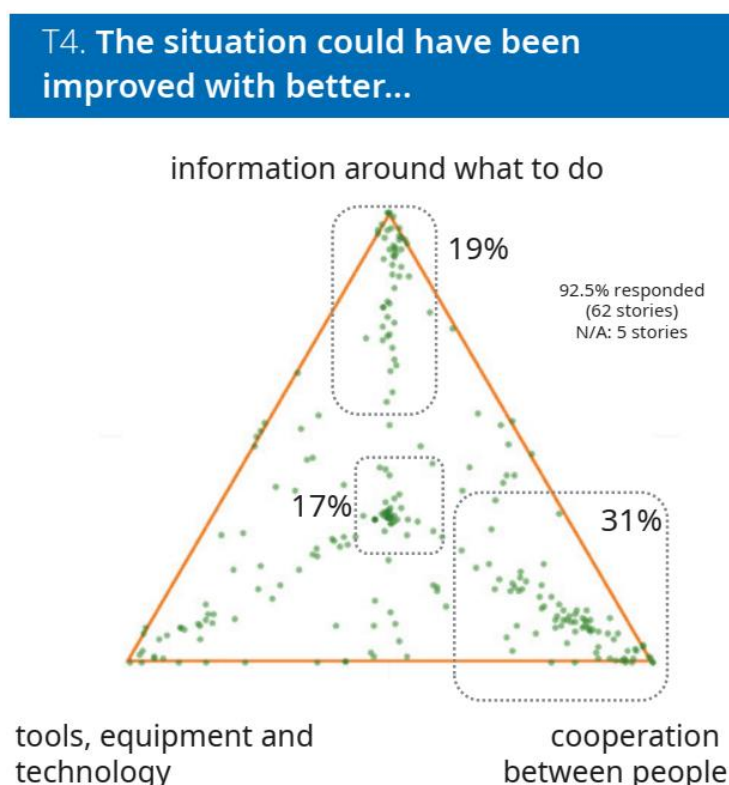 T4. The situation could have been
improved with better...
information around what to do
19%
92.5% responded
(62 stories)
N/A: 5 stories
17%
31%
tools, equipment and
technology
cooperation
between people